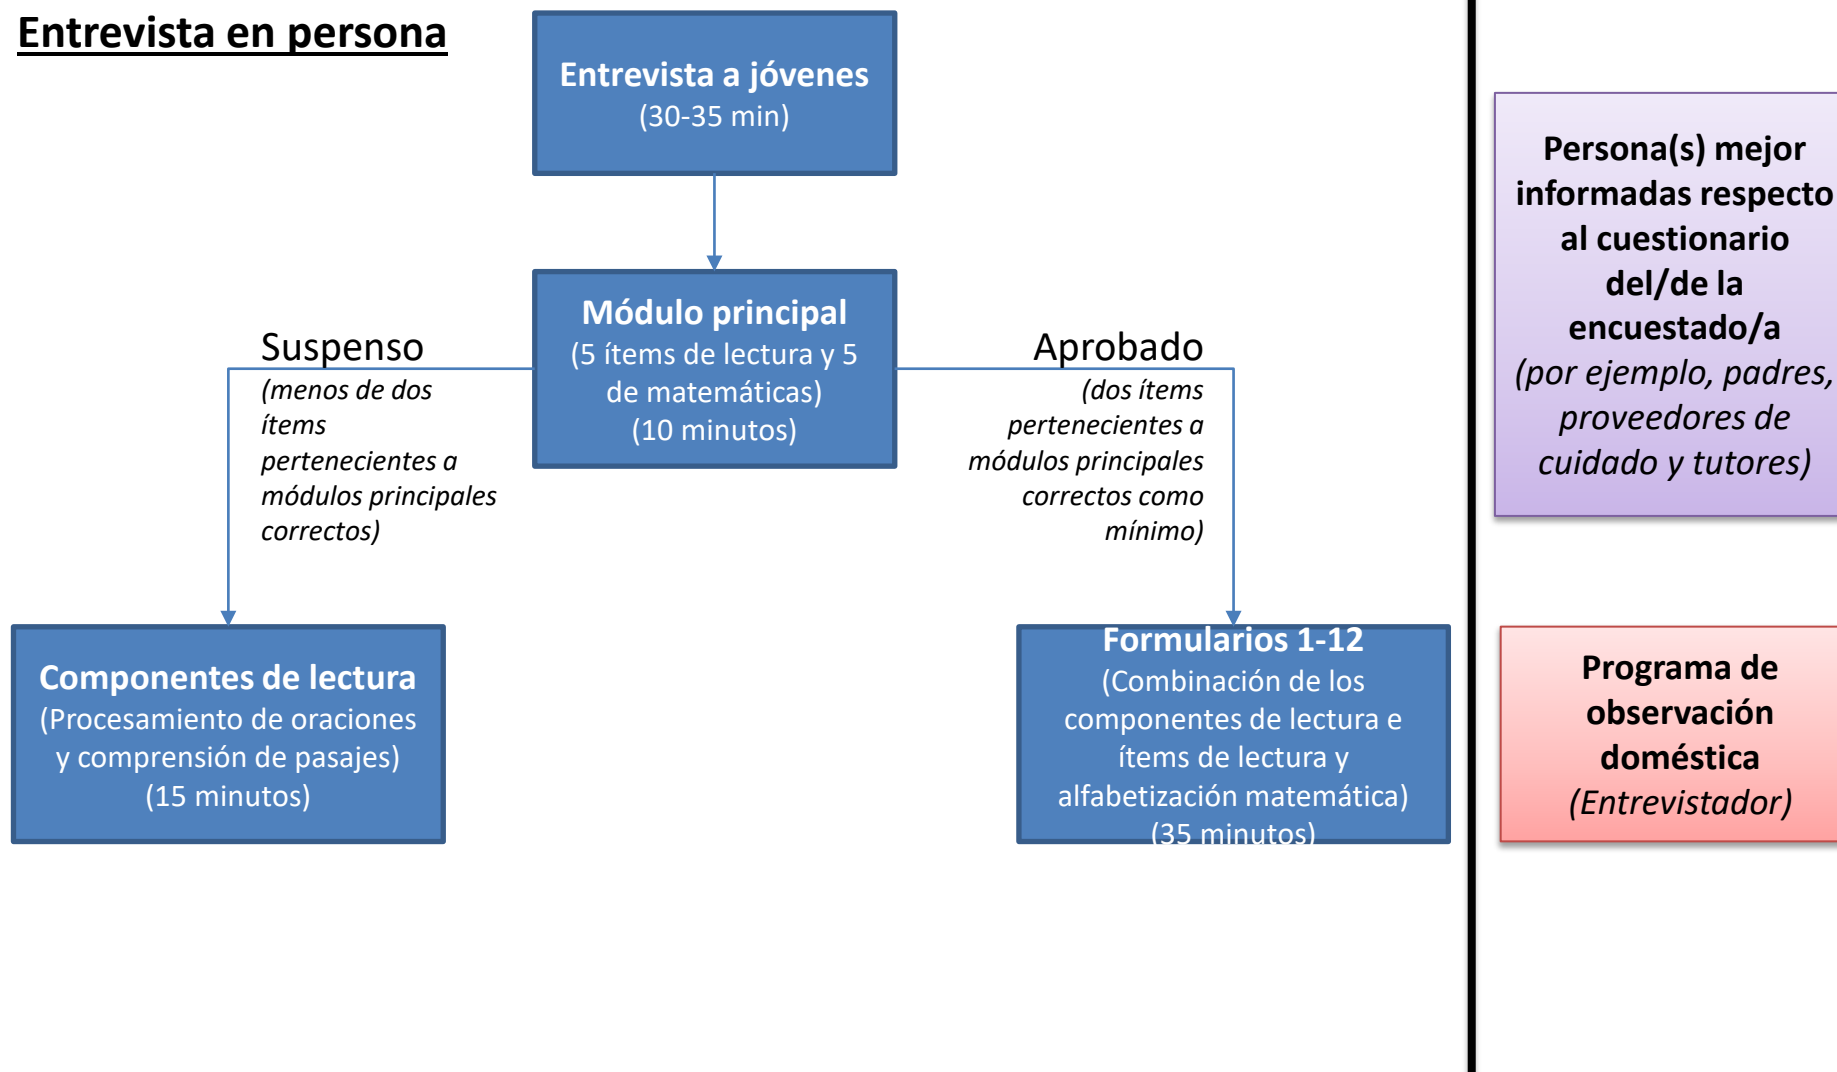 Entrevista en persona
Entrevista a jóvenes
(30-35 min)
Módulo principal
(5 ítems de lectura y 5
de matemáticas)
(10 minutos)
Suspenso
(menos de dos
ítems
pertenecientes a
módulos principales
correctos)
Aprobado
(dos ítems
pertenecientes a
módulos principales
correctos como
mínimo)
Componentes de lectura
(Procesamiento de oraciones
y comprensión de pasajes)
(15 minutos)
Formularios 1-12
(Combinación de los
componentes de lectura e
ítems de lectura y
alfabetización matemática)
(35 minutos)
Persona(s) mejor
informadas respecto
al cuestionario
del/de la
encuestado/a
(por ejemplo, padres,
proveedores de
cuidado y tutores)
Programa de
observación
doméstica
(Entrevistador)